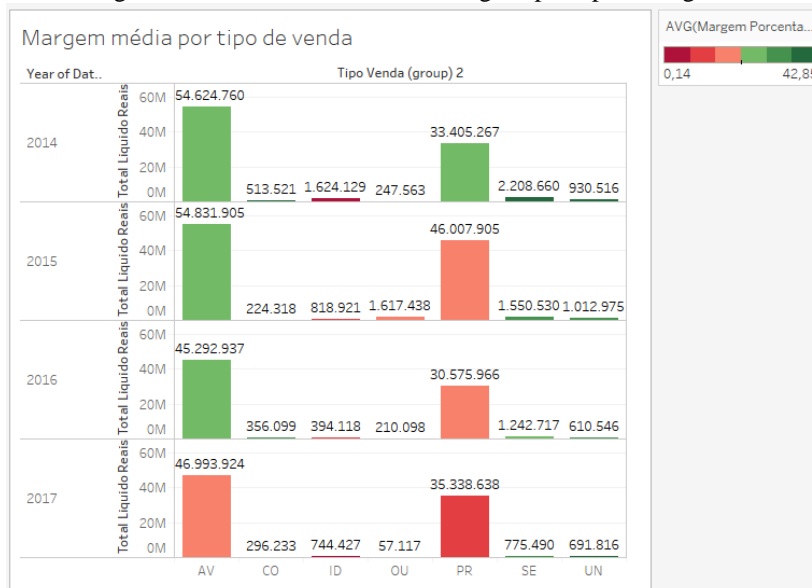 Margem média por tipo de venda
AVG(Margem Porcenta...
0,14 42,8
Year of Dat.. Tipo Venda (group) 2
2014
Total Liquido Reais
60M
40M
20M
0M
54.624.760 513.521 1.624.129 247.563 33.405.267 2.208.660 930.516
2015
Total Liquido Reais
60M
40M
20M
0M
54.831.905 224.318 818.921 1.617.438 46.007.905 1.550.530 1.012.975
2016
Total Liquido Reais
60M
40M
20M
0M
45.292.937 356.099 394.118 210.098 30.575.966 1.242.717 610.546
2017
Total Liquido Reais
60M
40M
20M
0M
46.993.924 296.233 744.427 57.117 35.338.638 775.490 691.816
AV CO ID OU PR SE UN